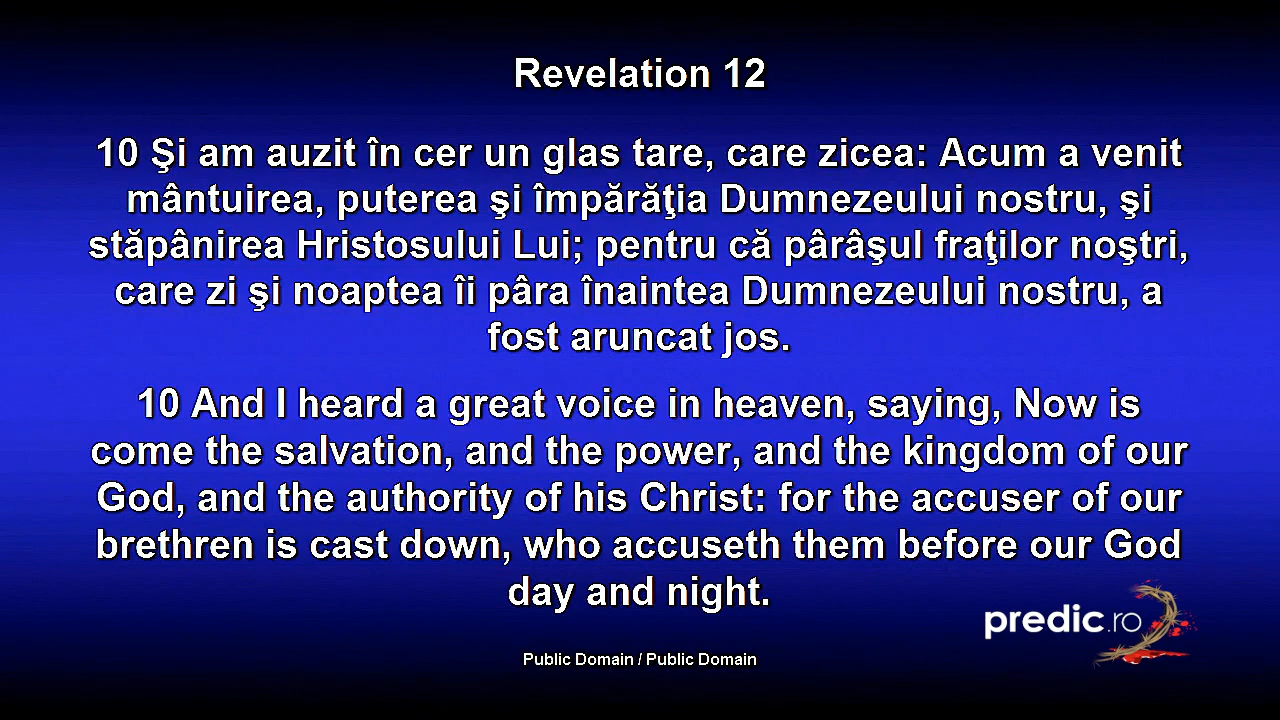 Revelation 12
10 Şi am auzit în cer un glas tare, care zicea: Acum a venit
mântuirea, puterea şi împărăţia Dumnezeului nostru, şi
stăpânirea Hristosului Lui; pentru că pârâşul fraţilor noştri,
care zi şi noaptea îi pâra înaintea Dumnezeului nostru, a
fost aruncat jos.
10 And I heard a great voice in heaven, saying, Now is
come the salvation, and the power, and the kingdom of our
God, and the authority of his Christ: for the accuser of our
brethren is cast down, who accuseth them before our God
day and night.
predic.ro
Public Domain / Public Domain